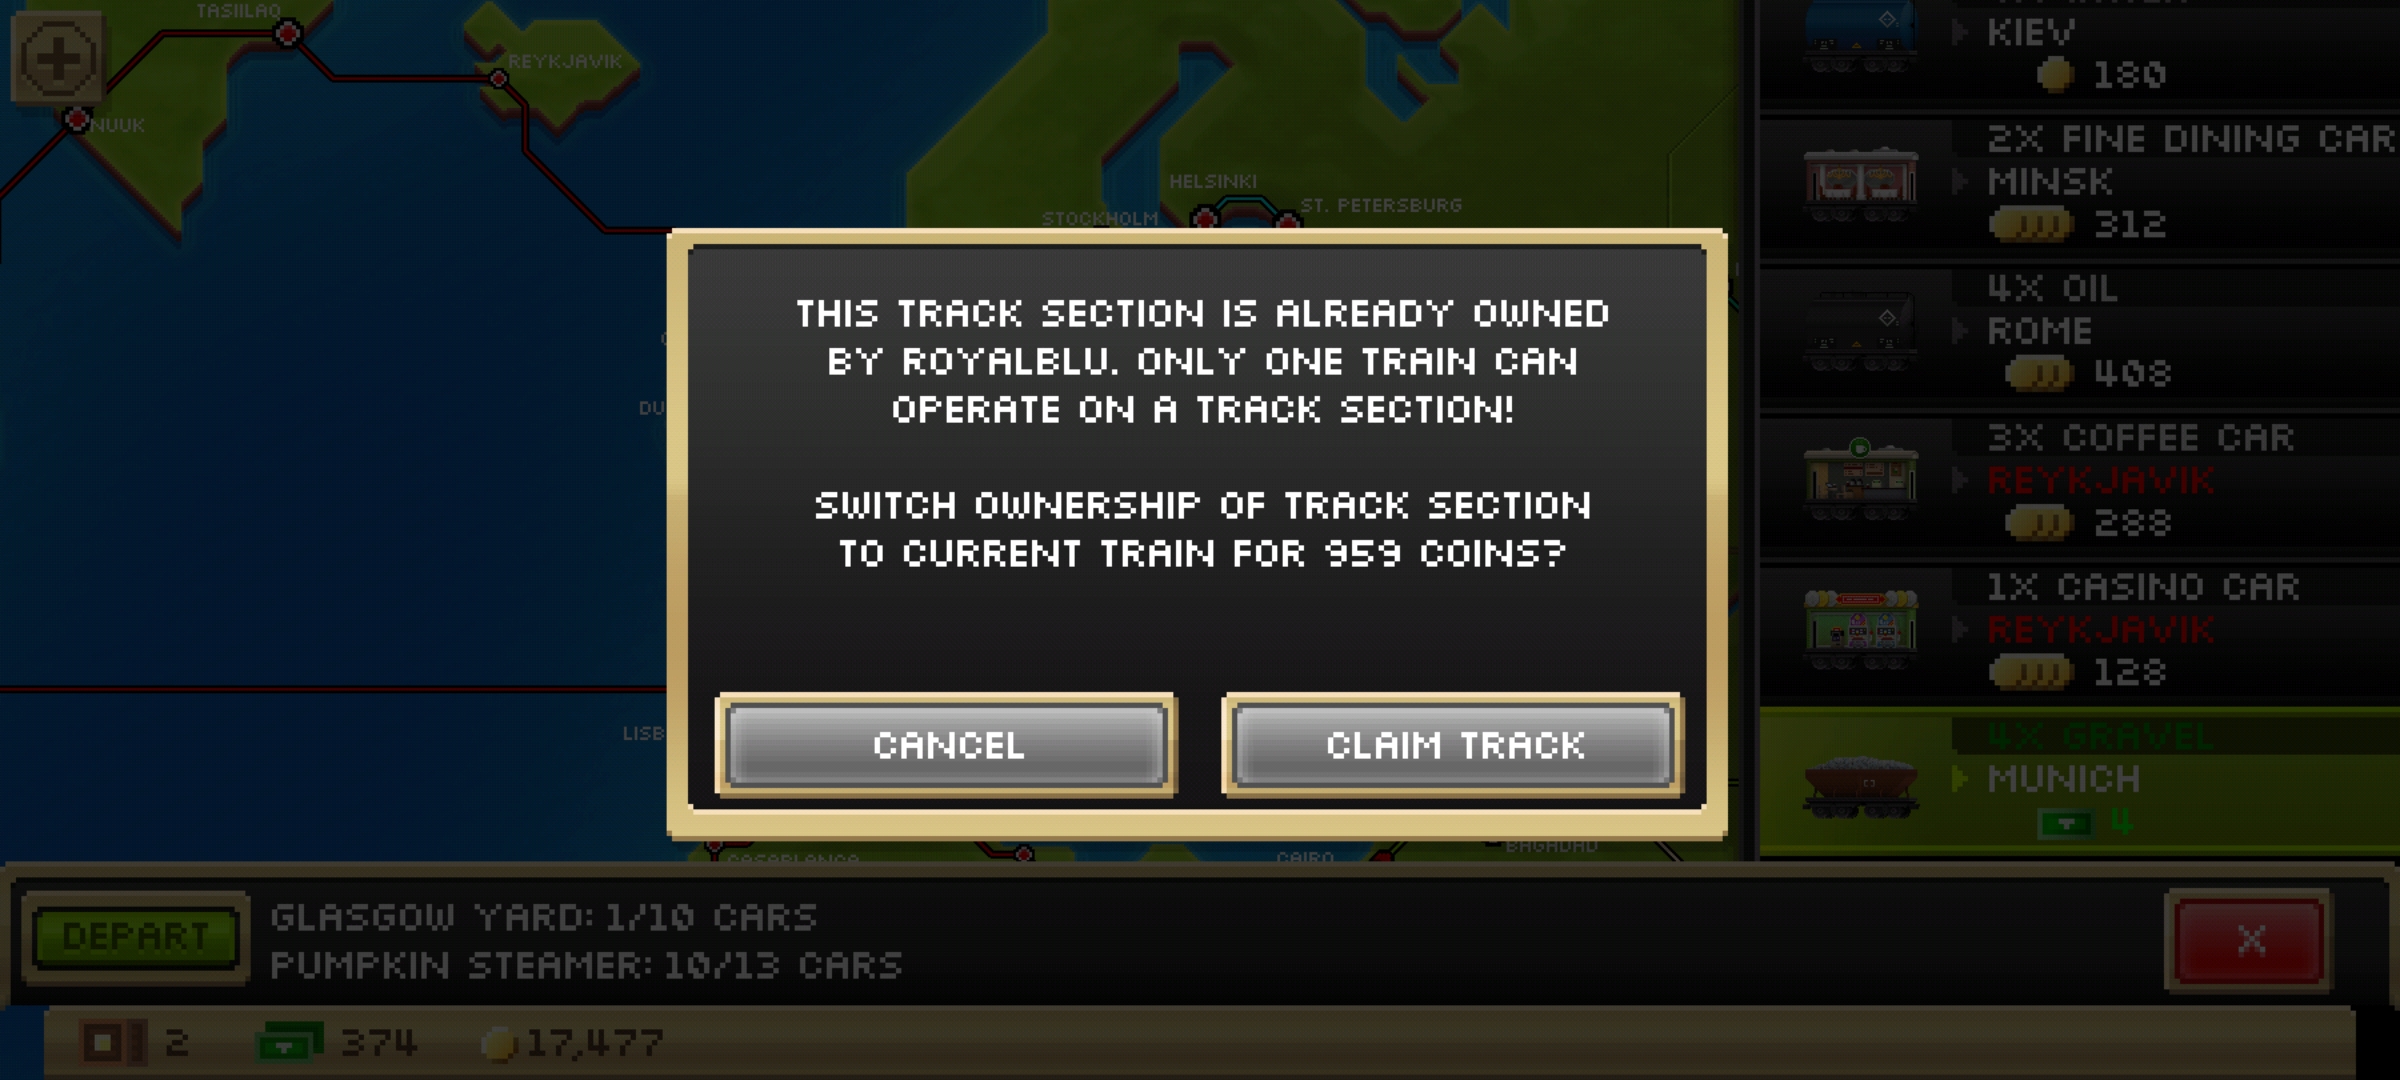 TASIILAQ
REYKJAVIK
NUUK
HELSINKI
ST. PETERSBURG
STOCKHOLM
DU
LISB
CASABLANCA
CAIRO
BAGHDAD
THIS TRACK SECTION IS ALREADY OWNED
BY ROYALBLU. ONLY ONE TRAIN CAN
OPERATE ON A TRACK SECTION!
SWITCH OWNERSHIP OF TRACK SECTION
TO CURRENT TRAIN FOR 959 COINS?
CANCEL
CLAIM TRACK
KIEV
180
2X FINE DINING CAR
MINSK
312
4X OIL
ROME
408
3X COFFEE CAR
REYKJAVIK
288
1X CASINO CAR
REYKJAVIK
128
4X GRAVEL
MUNICH
4
DEPART
GLASGOW YARD: 1/10 CARS
PUMPKIN STEAMER: 10/13 CARS
X
2
374
17,477